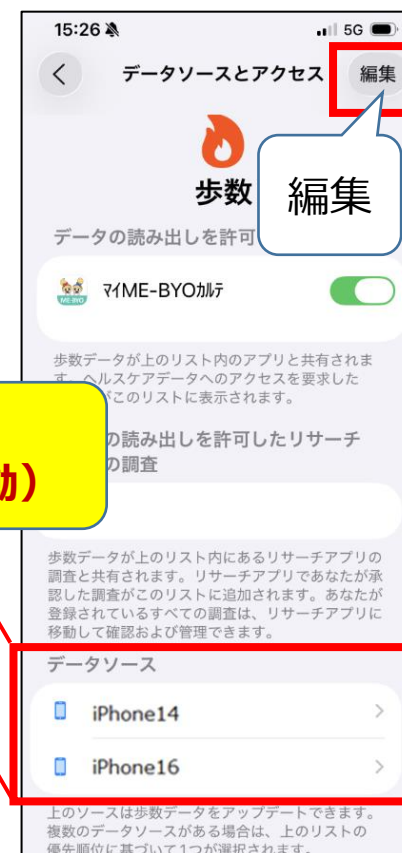 15:26
5G
データソースとアクセス
編集
歩数
編集
データの読み出しを許可
マイME-BYOカルテ
歩数データが上のリスト内のアプリと共有されま
す。ヘルスケアデータへのアクセスを要求した
がこのリストに表示されます。
の読み出しを許可したリサーチ
の調査
動）
歩数データが上のリスト内にあるリサーチアプリの
調査と共有されます。リサーチアプリであなたが承
認した調査がこのリストに追加されます。あなたが
登録されているすべての調査は、リサーチアプリに
移動して確認および管理できます。
データソース
iPhone14
iPhone16
上のソースは歩数データをアップデートできます。
複数のデータソースがある場合は、上のリストの
優先順位に基づいて1つが選択されます。